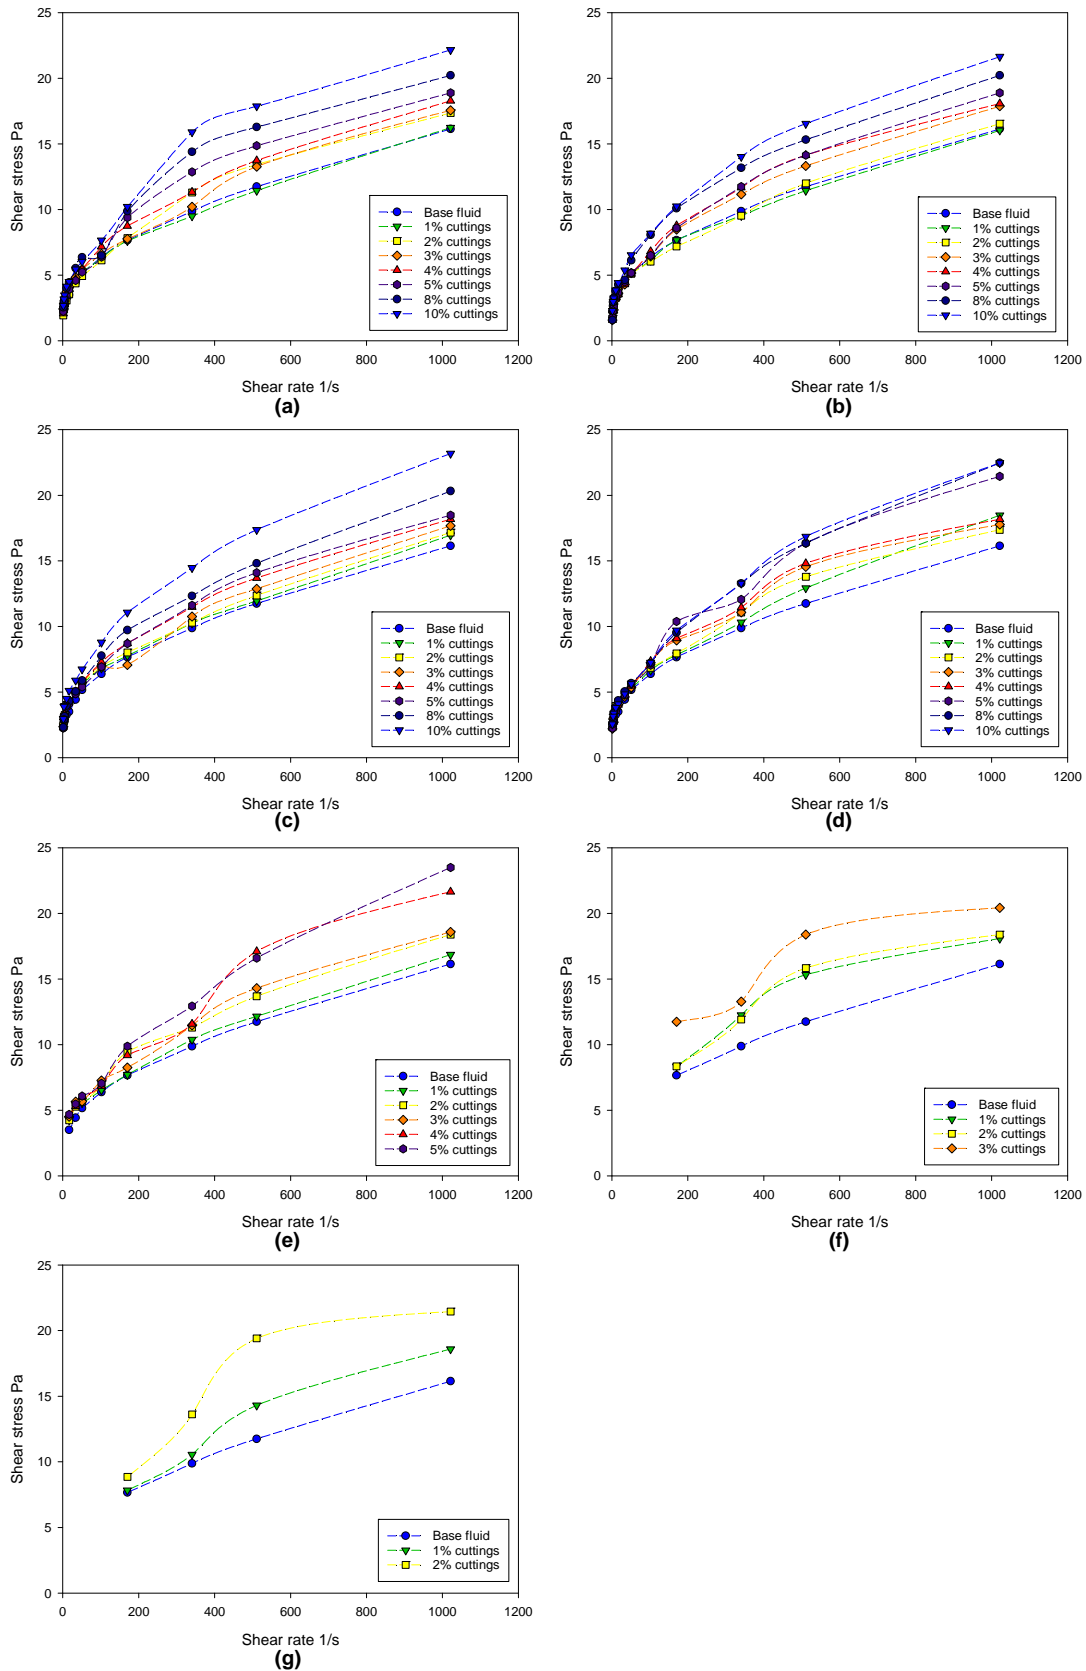 25
20
15
10
5
0
Shear stress Pa
0 200 400 600 800 1000 1200
Shear rate 1/s
Base fluid
1% cuttings
2% cuttings
3% cuttings
4% cuttings
5% cuttings
8% cuttings
10% cuttings
(a)
25
20
15
10
5
0
Shear stress Pa
0 200 400 600 800 1000 1200
Shear rate 1/s
Base fluid
1% cuttings
2% cuttings
3% cuttings
4% cuttings
5% cuttings
8% cuttings
10% cuttings
(b)
25
20
15
10
5
0
Shear stress Pa
0 200 400 600 800 1000 1200
Shear rate 1/s
Base fluid
1% cuttings
2% cuttings
3% cuttings
4% cuttings
5% cuttings
8% cuttings
10% cuttings
(c)
25
20
15
10
5
0
Shear stress Pa
0 200 400 600 800 1000 1200
Shear rate 1/s
Base fluid
1% cuttings
2% cuttings
3% cuttings
4% cuttings
5% cuttings
8% cuttings
10% cuttings
(d)
25
20
15
10
5
0
Shear stress Pa
0 200 400 600 800 1000 1200
Shear rate 1/s
Base fluid
1% cuttings
2% cuttings
3% cuttings
4% cuttings
5% cuttings
(e)
25
20
15
10
5
0
Shear stress Pa
0 200 400 600 800 1000 1200
Shear rate 1/s
Base fluid
1% cuttings
2% cuttings
3% cuttings
(f)
25
20
15
10
5
0
Shear stress Pa
0 200 400 600 800 1000 1200
Shear rate 1/s
Base fluid
1% cuttings
2% cuttings
(g)